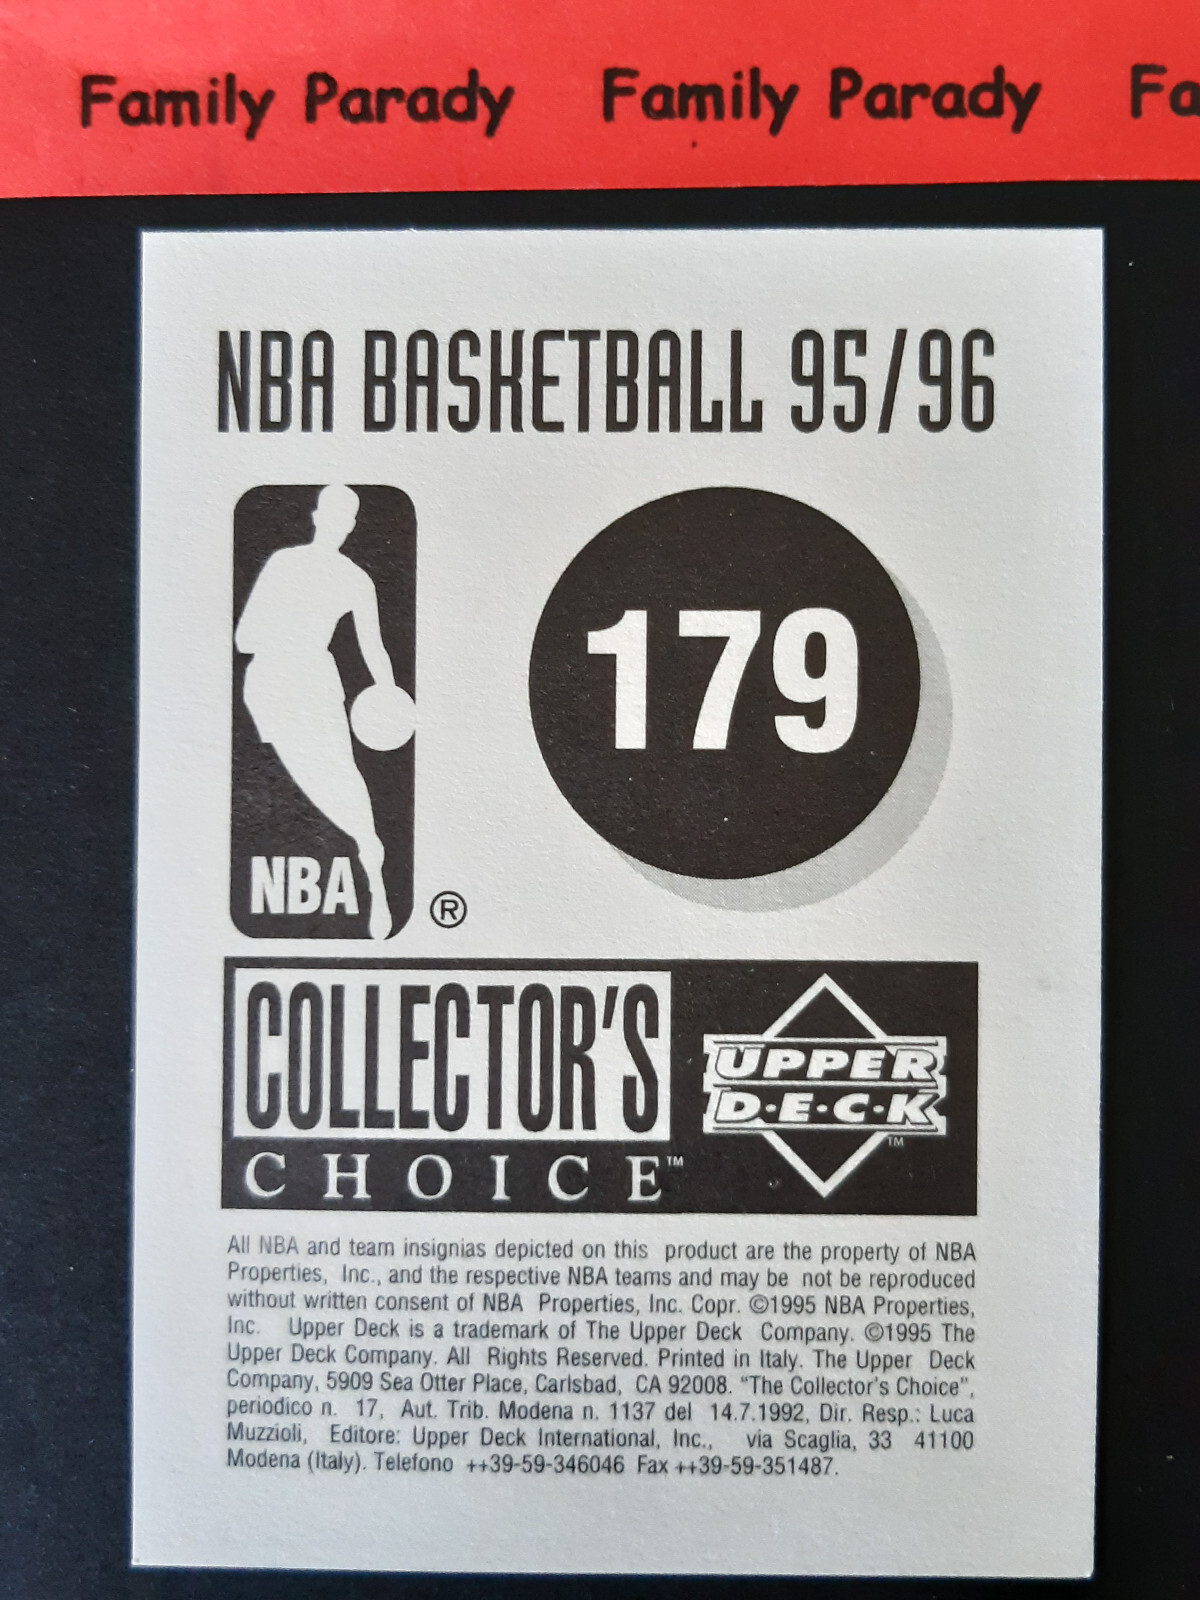 Family Parady Family Parady Fa
NBA BASKETBALL 95/96
179
NBA ®
COLLECTOR'S
CHOICE™
UPPER
D·E·C·K™
All NBA and team insignias depicted on this product are the property of NBA
Properties, Inc., and the respective NBA teams and may be not be reproduced
without written consent of NBA Properties, Inc. Copr. ©1995 NBA Properties,
Inc. Upper Deck is a trademark of The Upper Deck Company. ©1995 The
Upper Deck Company. All Rights Reserved. Printed in Italy. The Upper Deck
Company, 5909 Sea Otter Place, Carlsbad, CA 92008. "The Collector's Choice",
periodico n. 17, Aut. Trib. Modena n. 1137 del 14.7.1992, Dir. Resp.: Luca
Muzzioli, Editore: Upper Deck International, Inc., via Scaglia, 33 41100
Modena (Italy). Telefono ++39-59-346046 Fax ++39-59-351487.